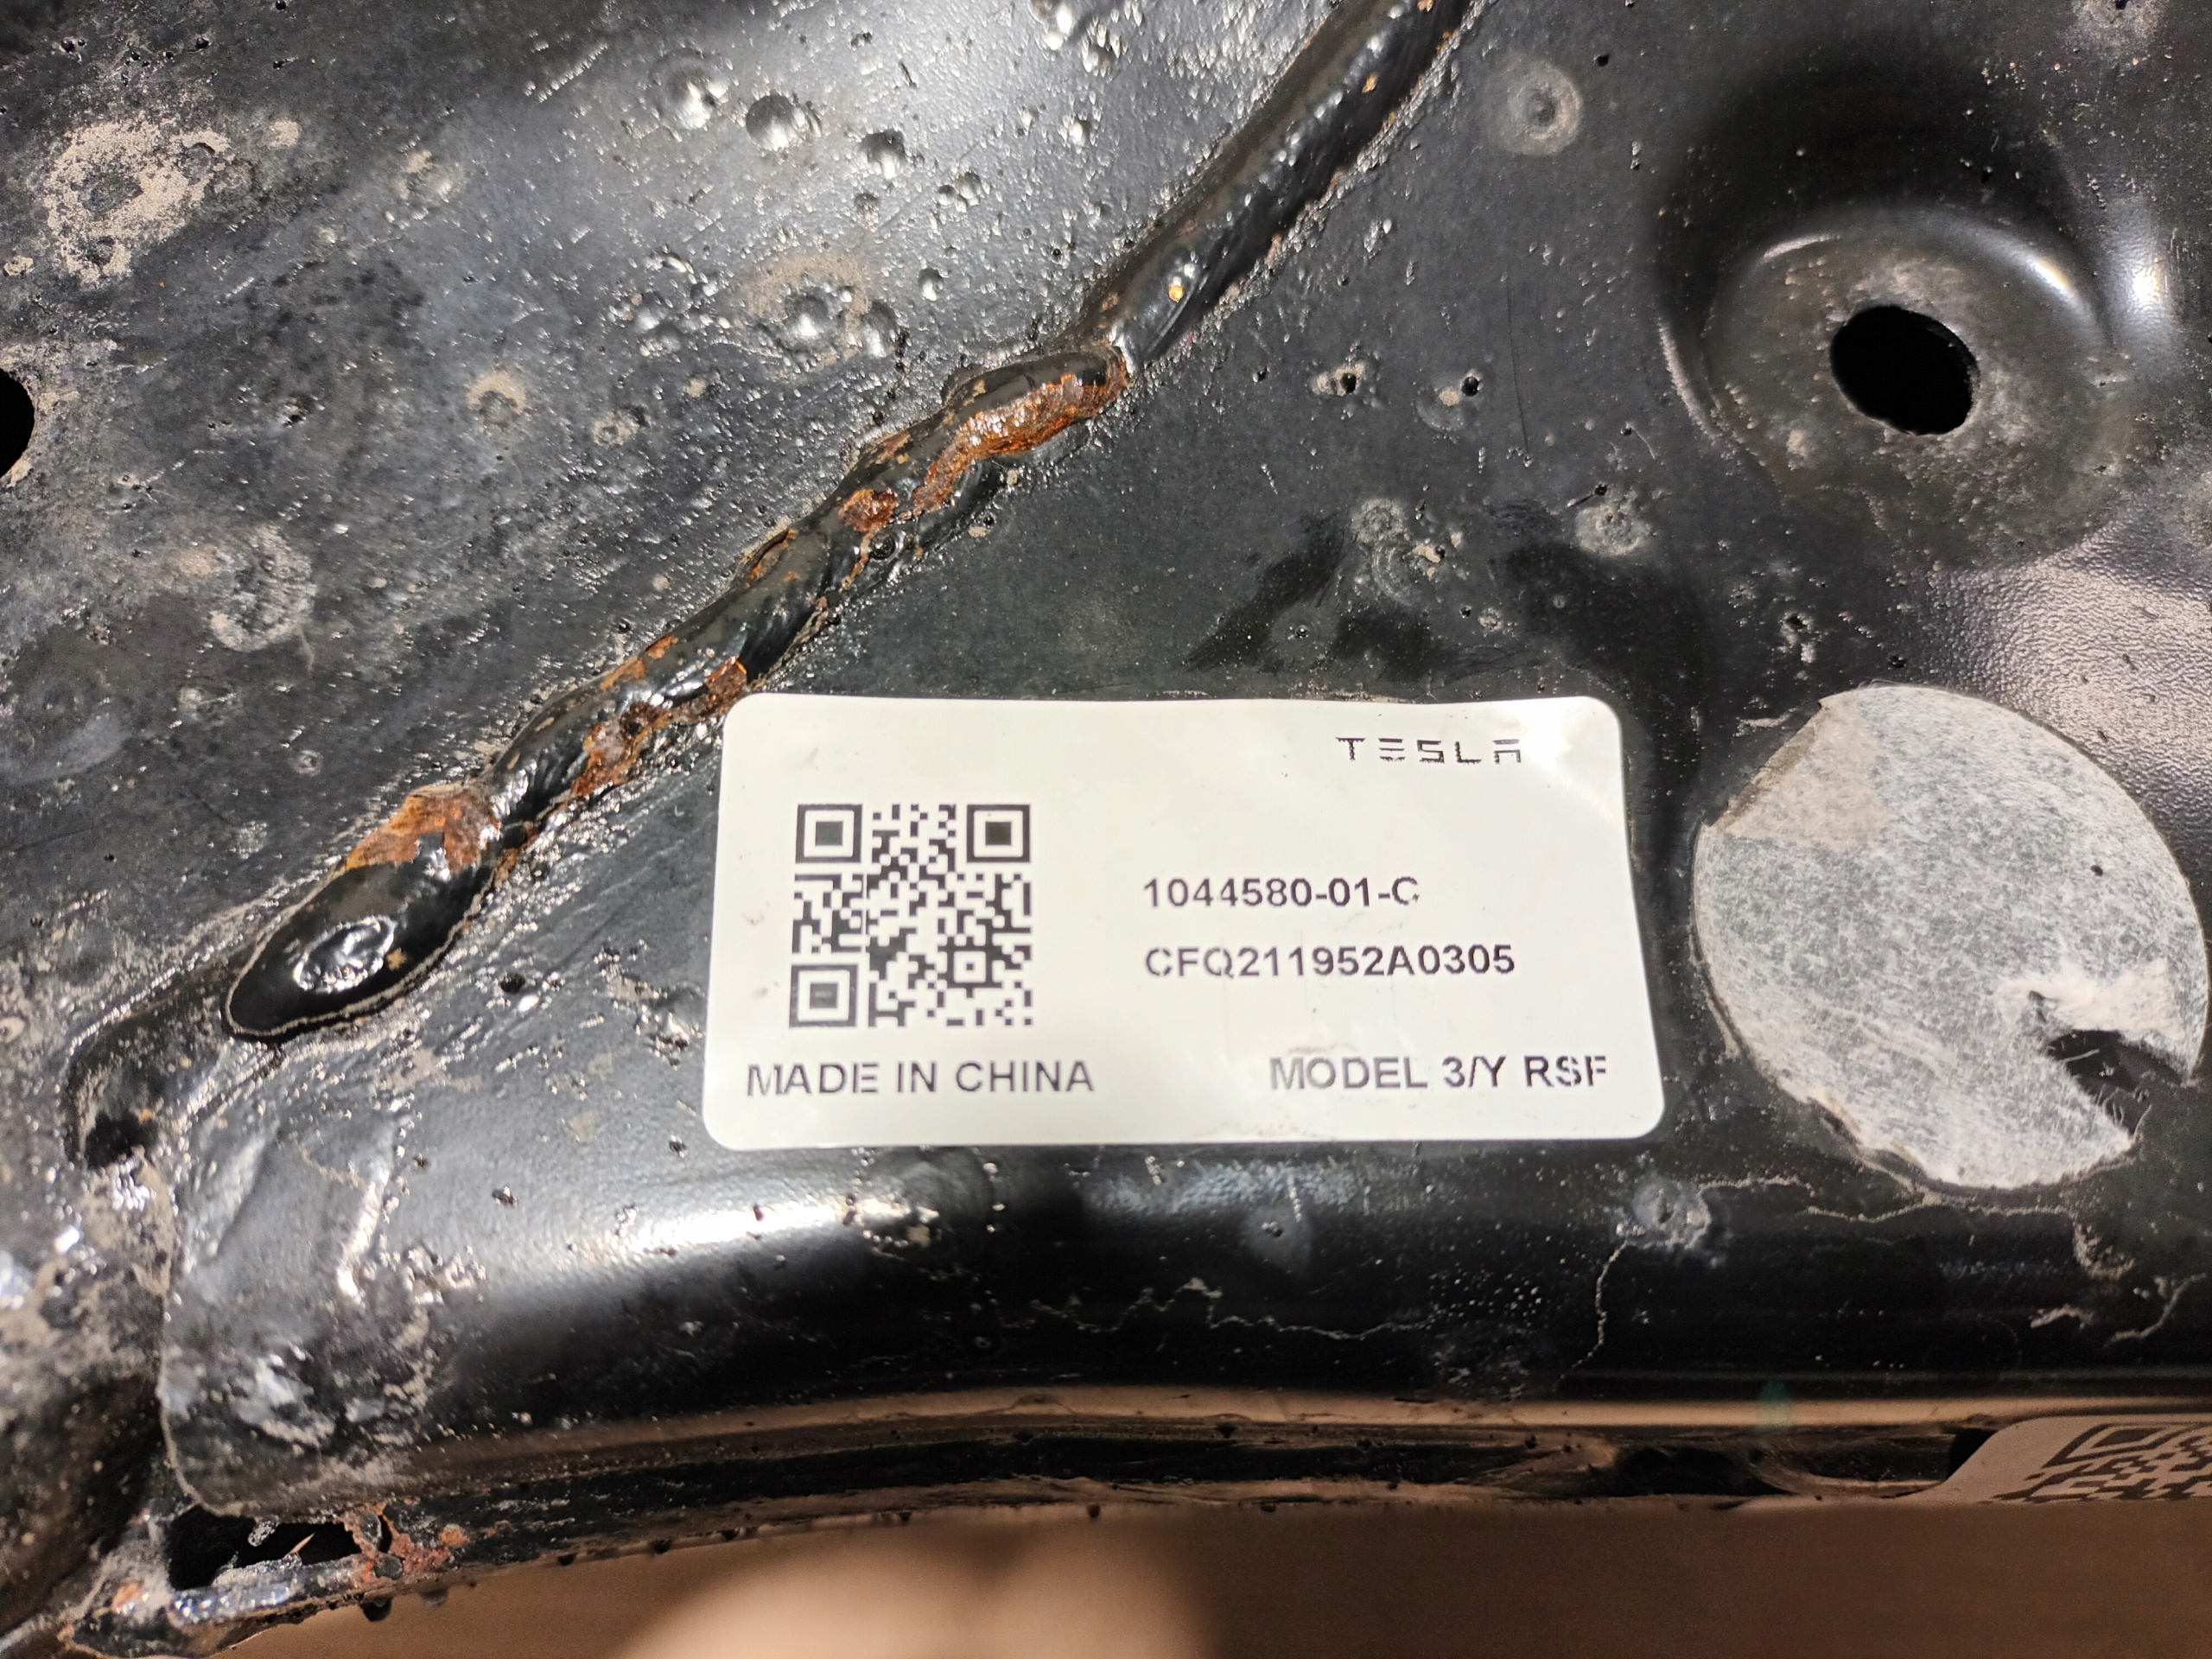 TESLA
1044580-01-C
CFQ211952A0305
MADE IN CHINA
MODEL 3/Y RSF